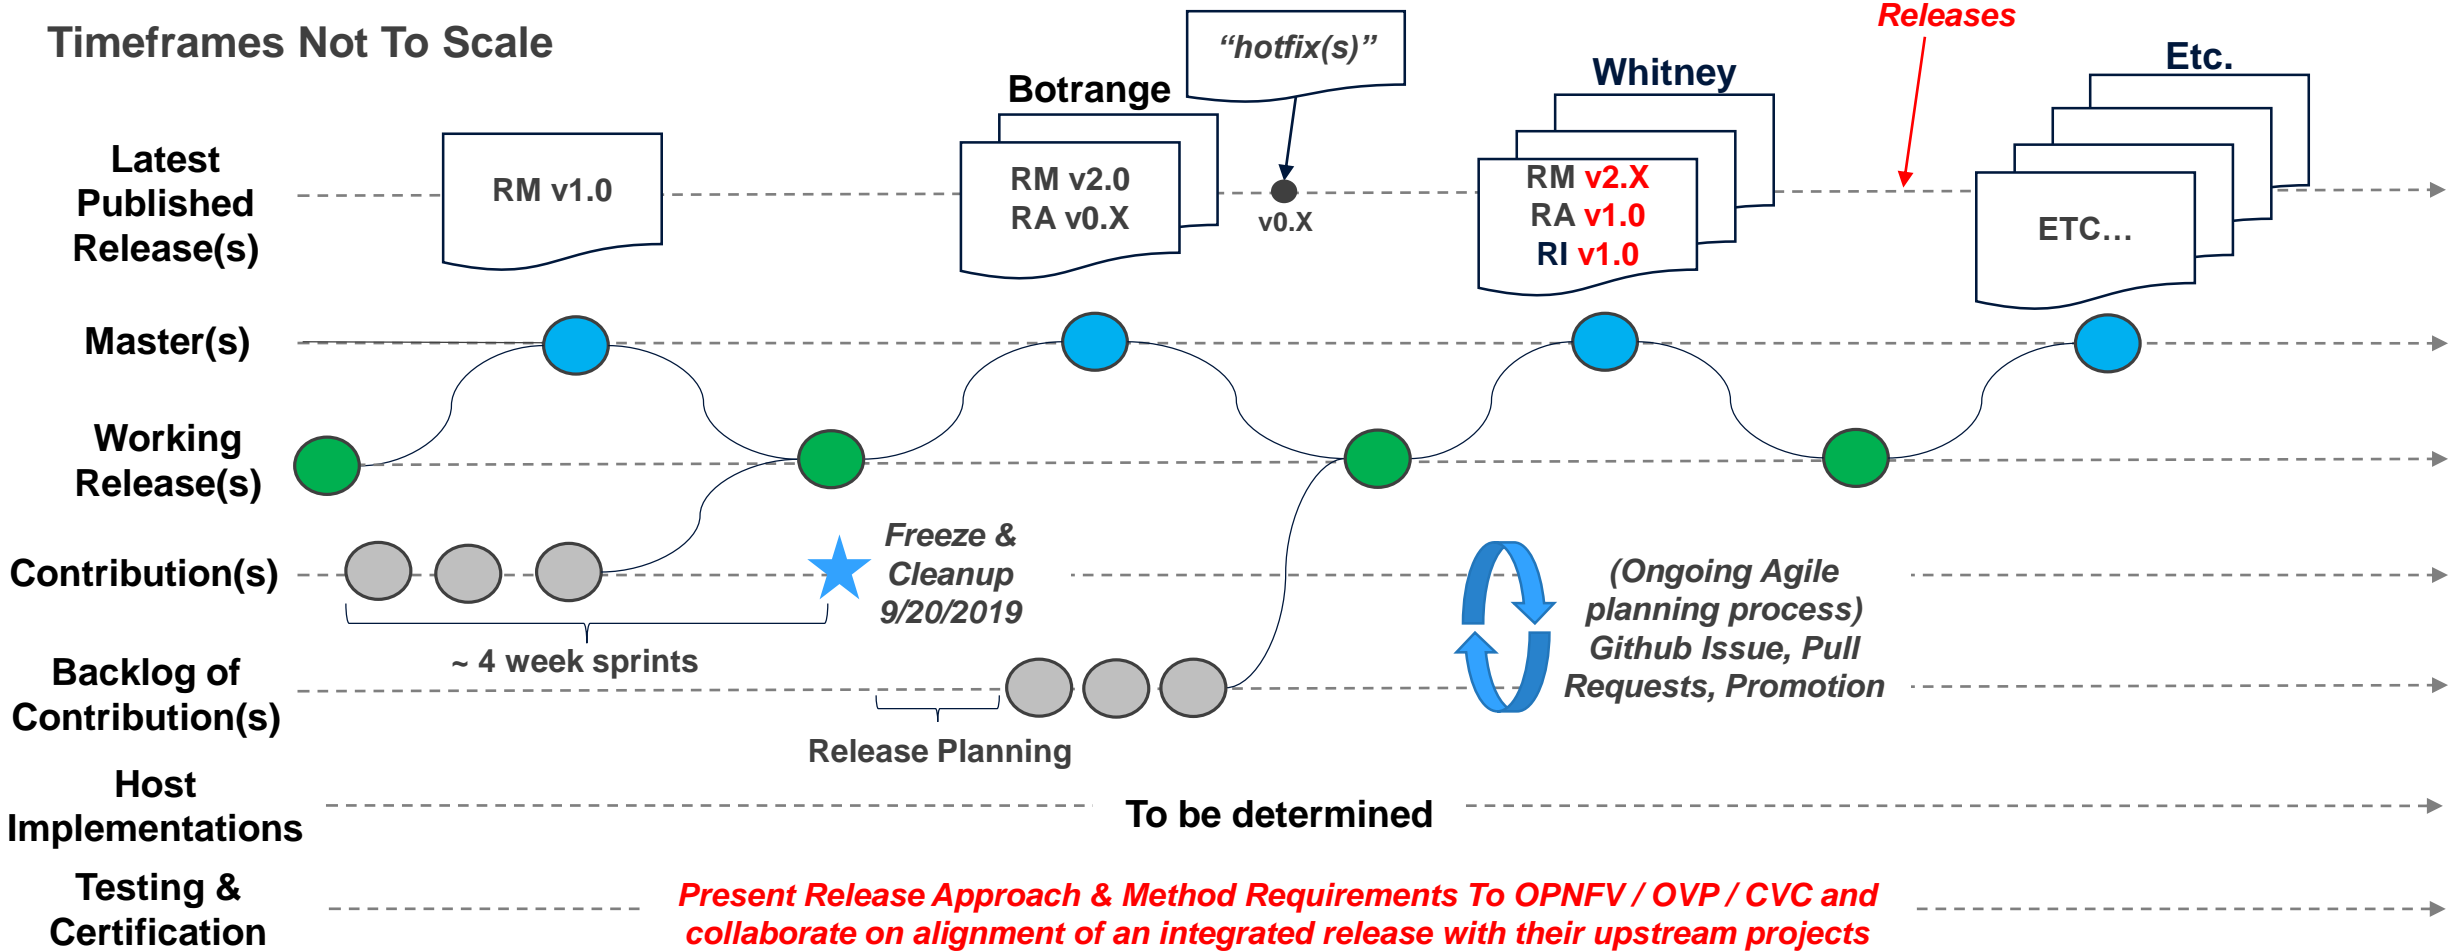 Releases
Timeframes Not To Scale
“hotfix(s)”
Etc.
Whitney
Botrange
Latest
Published
Release(s)
RM v1.0
RM v2.0
RA v0.X
v0.X
RM v2.X
RA v1.0
RI v1.0
ETC…
Master(s)
Working
Release(s)
Contribution(s)
Freeze &
Cleanup
9/20/2019
(Ongoing Agile
planning process)
Github Issue, Pull
Requests, Promotion
~ 4 week sprints
Backlog of
Contribution(s)
Release Planning
Host
Implementations
To be determined
Testing &
Certification
Present Release Approach & Method Requirements To OPNFV / OVP / CVC and
collaborate on alignment of an integrated release with their upstream projects